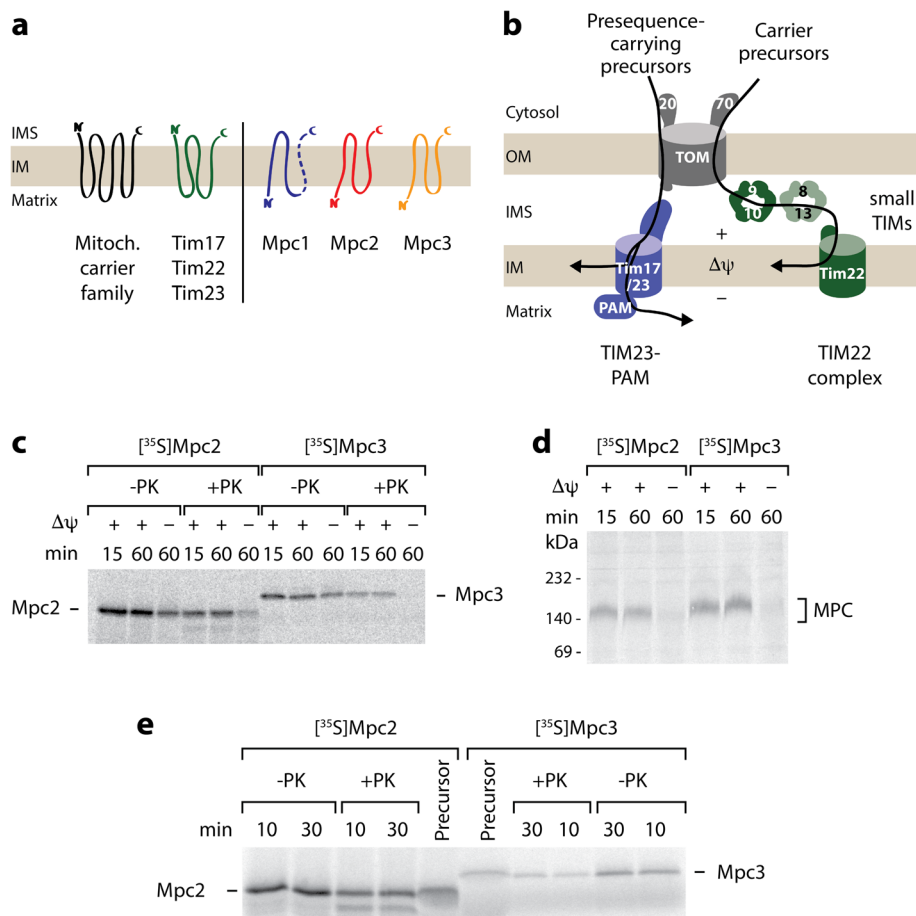 a
N C N C
IMS
IM
Matrix
C C C
N N N
Mitoch.
carrier
family
Tim17
Tim22
Tim23
Mpc1 Mpc2 Mpc3
b
Presequence-
carrying
precursors
Carrier
precursors
Cytosol
20 70
OM
TOM
IMS
9
10
8
13
small
TIMs
+
IM
Tim17
/23
Δψ
Tim22
–
Matrix
PAM
TIM23-
PAM
TIM22
complex
c
[³⁵S]Mpc2 [³⁵S]Mpc3
-PK +PK -PK +PK
Δψ + + – + + – + + – + + –
min 15 60 60 15 60 60 15 60 60 15 60 60
Mpc2 –
– Mpc3
d
[³⁵S]Mpc2 [³⁵S]Mpc3
Δψ + + – + + –
min 15 60 60 15 60 60
kDa
232 -
140 -
69 -
MPC
e
[³⁵S]Mpc2 [³⁵S]Mpc3
-PK +PK Precursor Precursor +PK -PK
min 10 30 10 30 30 10 30 10
Mpc2 –
– Mpc3